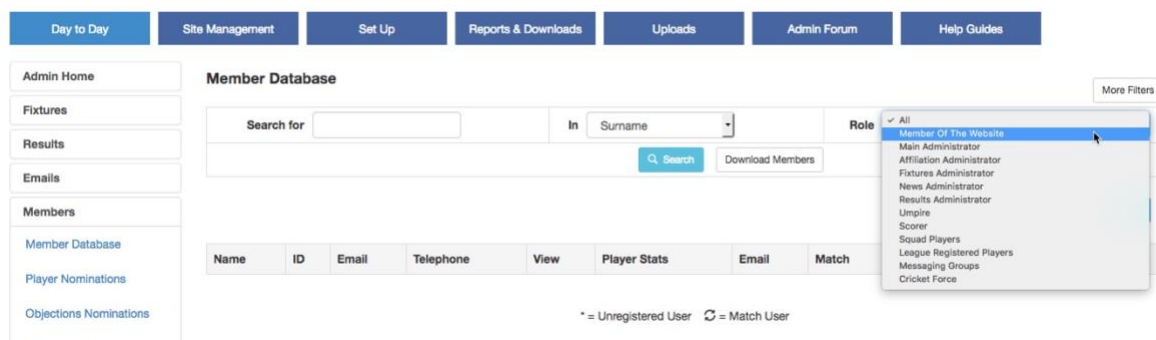 Day to Day Site Management Set Up Reports & Downloads Uploads Admin Forum Help Guides
Admin Home
Fixtures
Results
Emails
Members
Member Database
Player Nominations
Objections Nominations
Member Database
More Filters
Search for In Surname Role
✓ All
Member Of The Website
Main Administrator
Affiliation Administrator
Fixtures Administrator
News Administrator
Results Administrator
Umpire
Scorer
Squad Players
League Registered Players
Messaging Groups
Cricket Force
Search Download Members
Name ID Email Telephone View Player Stats Email Match
* = Unregistered User = Match User